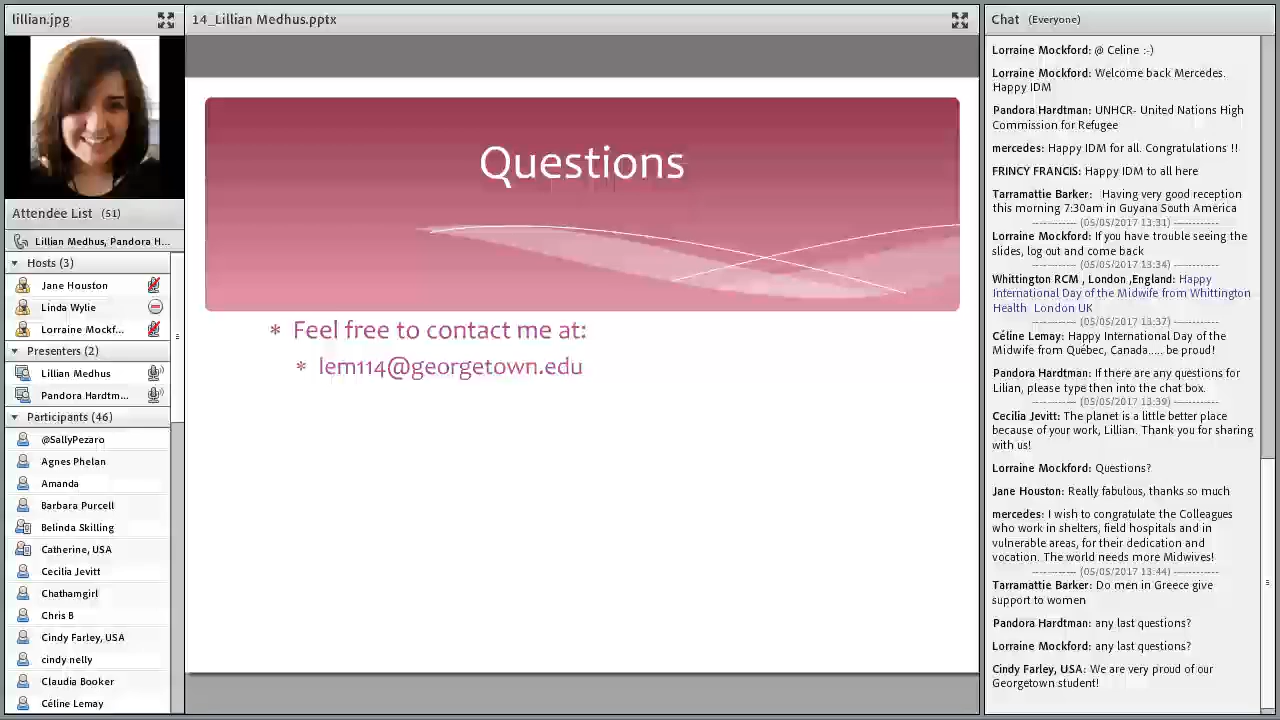 lillian.jpg
Attendee List (51)
Lillian Medhus, Pandora H...
Hosts (3)
Jane Houston
Linda Wylie
Lorraine Mockf...
Presenters (2)
Lillian Medhus
Pandora Hardtm...
Participants (46)
@SallyPezaro
Agnes Phelan
Amanda
Barbara Purcell
Belinda Skilling
Catherine, USA
Cecilia Jevitt
Chathamgirl
Chris B
Cindy Farley, USA
cindy nelly
Claudia Booker
Céline Lemay
14_Lillian Medhus.pptx
Questions
* Feel free to contact me at:
* lem114@georgetown.edu
Chat (Everyone)
Lorraine Mockford: @ Celine :-)
Lorraine Mockford: Welcome back Mercedes.
Happy IDM
Pandora Hardtman: UNHCR- United Nations High
Commission for Refugee
mercedes: Happy IDM for all. Congratulations !!
FRINCY FRANCIS: Happy IDM to all here
Tarramattie Barker: Having very good reception
this morning 7:30am in Guyana South America
------------ (05/05/2017 13:31) ------------
Lorraine Mockford: If you have trouble seeing the
slides, log out and come back
------------ (05/05/2017 13:34) ------------
Whittington RCM , London ,England: Happy
International Day of the Midwife from Whittington
Health London UK
------------ (05/05/2017 13:37) ------------
Céline Lemay: Happy International Day of the
Midwife from Québec, Canada..... be proud!
Pandora Hardtman: If there are any questions for
Lilian, please type then into the chat box.
------------ (05/05/2017 13:39) ------------
Cecilia Jevitt: The planet is a little better place
because of your work, Lillian. Thank you for sharing
with us!
Lorraine Mockford: Questions?
Jane Houston: Really fabulous, thanks so much
mercedes: I wish to congratulate the Colleagues
who work in shelters, field hospitals and in
vulnerable areas, for their dedication and
vocation. The world needs more Midwives!
------------ (05/05/2017 13:44) ------------
Tarramattie Barker: Do men in Greece give
support to women
Pandora Hardtman: any last questions?
Lorraine Mockford: any last questions?
Cindy Farley, USA: We are very proud of our
Georgetown student!